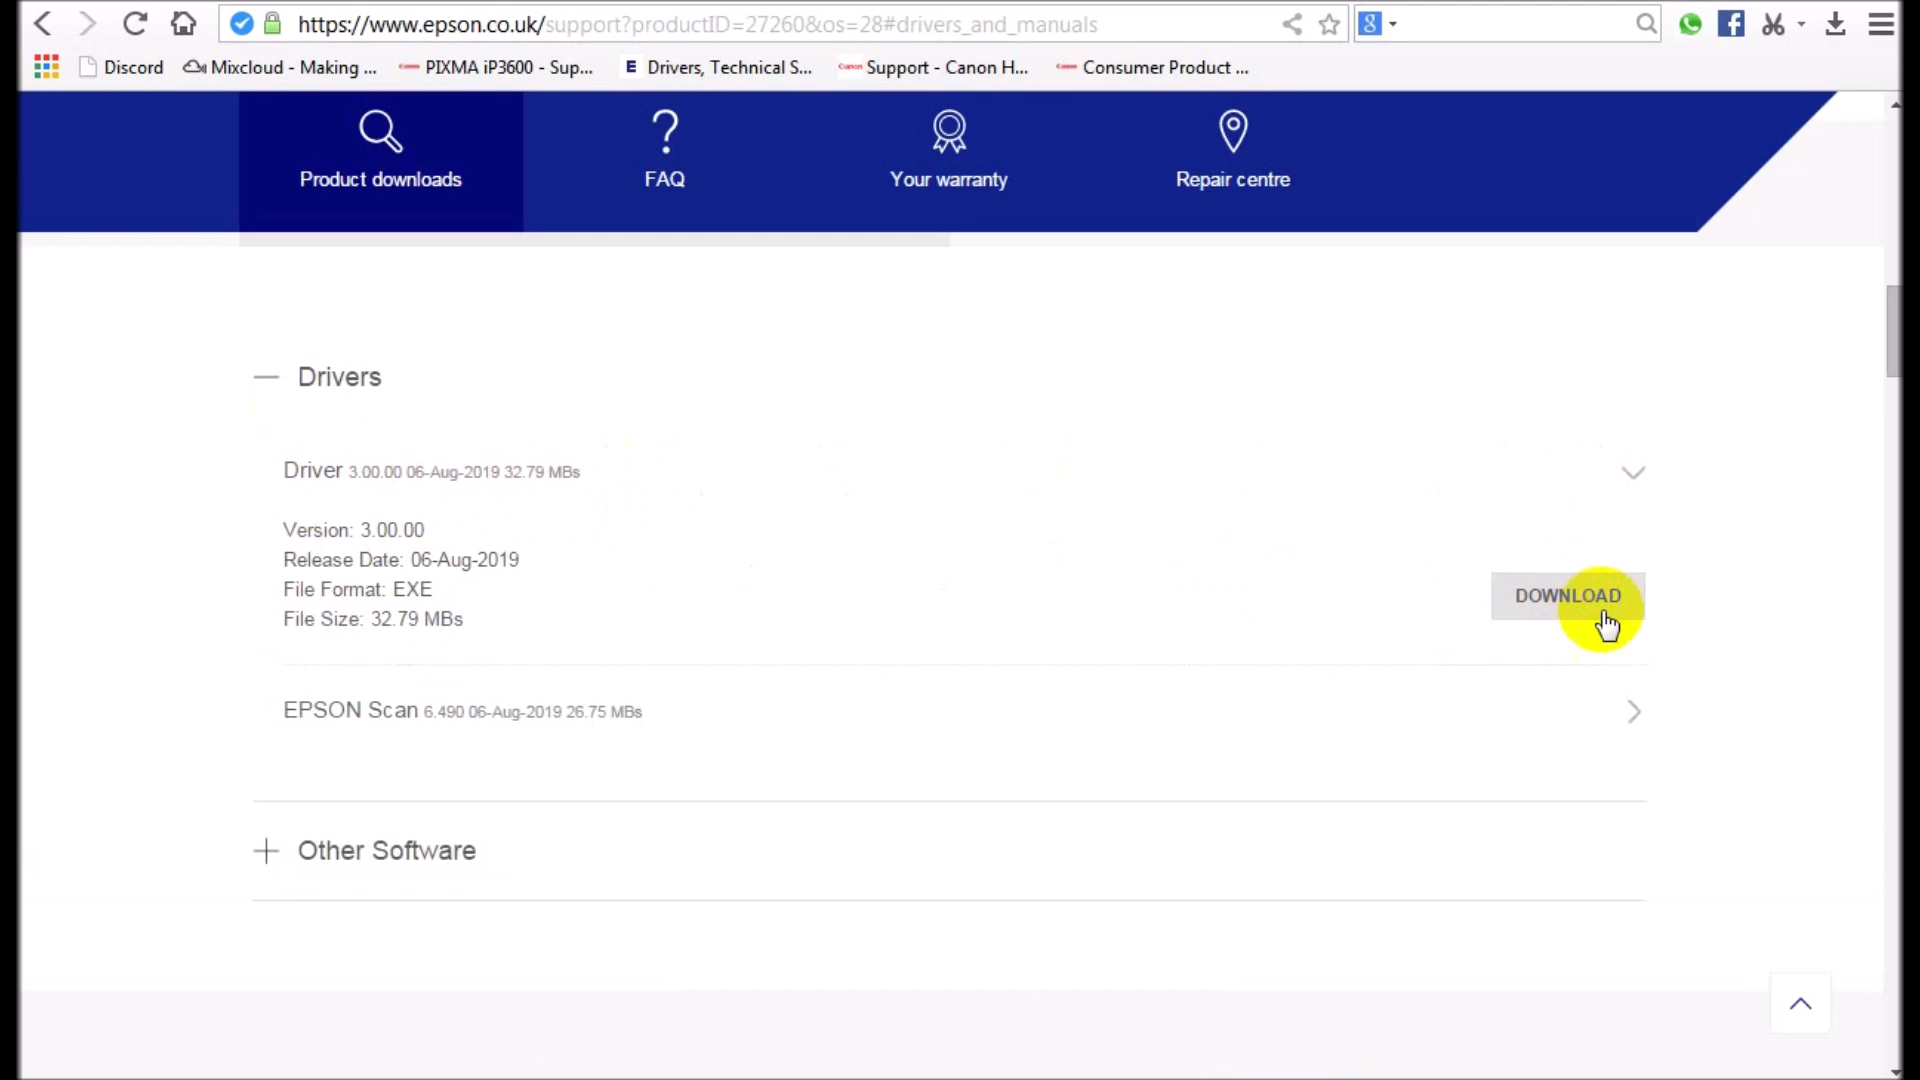 https://www.epson.co.uk/support?productID=27260&os=28#drivers_and_manuals
8
Discord
Mixcloud - Making ...
PIXMA iP3600 - Sup...
E Drivers, Technical S...
Canon Support - Canon H...
Consumer Product ...
Product downloads
FAQ
Your warranty
Repair centre
Drivers
Driver 3.00.00 06-Aug-2019 32.79 MBs
Version: 3.00.00
Release Date: 06-Aug-2019
File Format: EXE
File Size: 32.79 MBs
DOWNLOAD
EPSON Scan 6.490 06-Aug-2019 26.75 MBs
Other Software